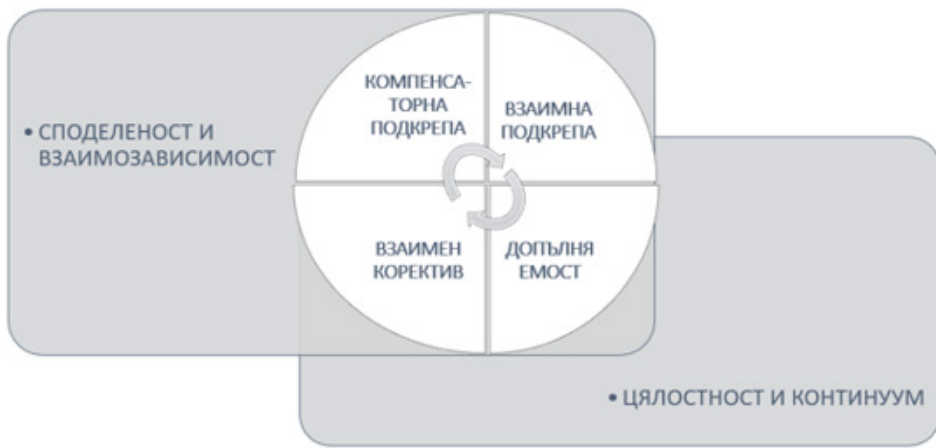 КОМПЕНСА-
ТОРНА
ПОДКРЕПА
ВЗАИМНА
ПОДКРЕПА
• СПОДЕЛЕНОСТ И
ВЗАИМОЗАВИСИМОСТ
ВЗАИМЕН
КОРЕКТИВ
ДОПЪЛНЯ
ЕМОСТ
• ЦЯЛОСТНОСТ И КОНТИНУУМ